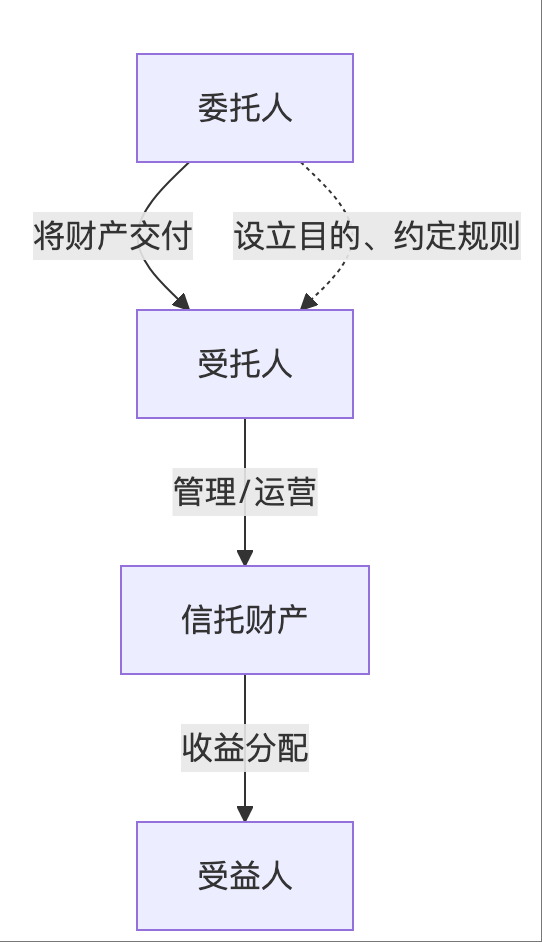 委托人
将财产交付
设立目的、约定规则
受托人
管理/运营
信托财产
收益分配
受益人